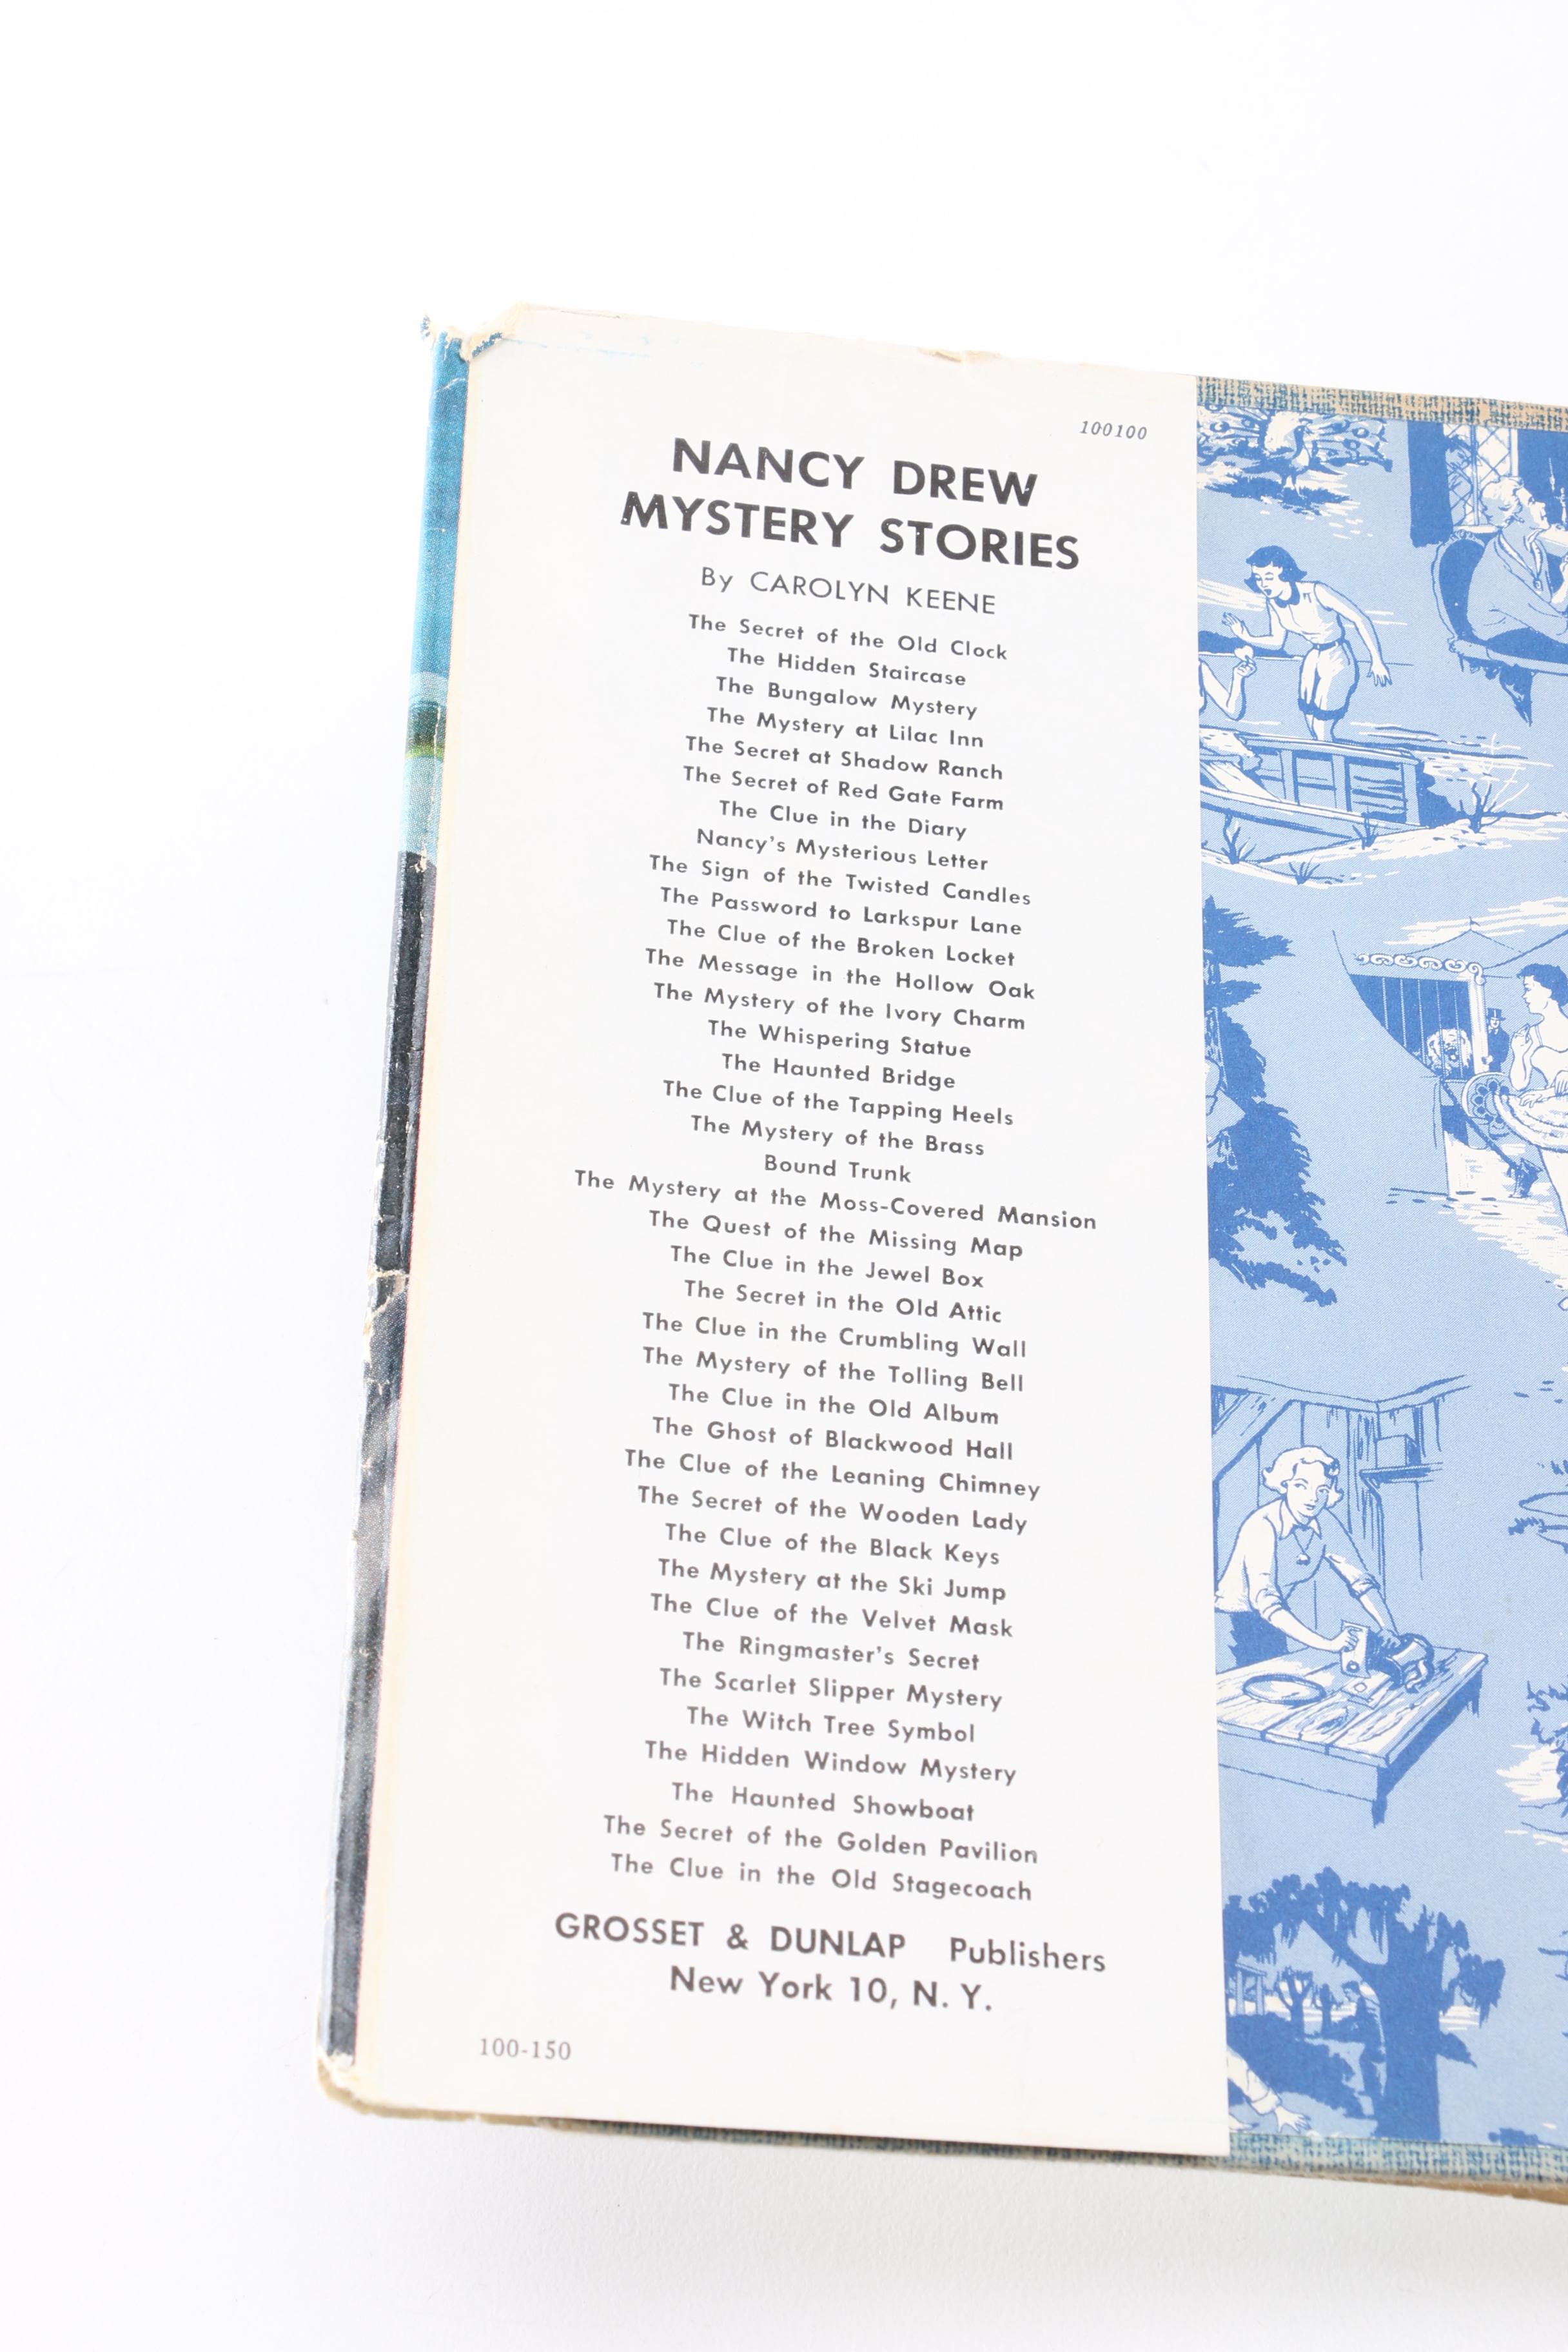 100100
NANCY DREW
MYSTERY STORIES
By CAROLYN KEENE
The Secret of the Old Clock
The Hidden Staircase
The Bungalow Mystery
The Mystery at Lilac Inn
The Secret at Shadow Ranch
The Secret of Red Gate Farm
The Clue in the Diary
Nancy's Mysterious Letter
The Sign of the Twisted Candles
The Password to Larkspur Lane
The Clue of the Broken Locket
The Message in the Hollow Oak
The Mystery of the Ivory Charm
The Whispering Statue
The Haunted Bridge
The Clue of the Tapping Heels
The Mystery of the Brass
Bound Trunk
The Mystery at the Moss-Covered Mansion
The Quest of the Missing Map
The Clue in the Jewel Box
The Secret in the Old Attic
The Clue in the Crumbling Wall
The Mystery of the Tolling Bell
The Clue in the Old Album
The Ghost of Blackwood Hall
The Clue of the Leaning Chimney
The Secret of the Wooden Lady
The Clue of the Black Keys
The Mystery at the Ski Jump
The Clue of the Velvet Mask
The Ringmaster's Secret
The Scarlet Slipper Mystery
The Witch Tree Symbol
The Hidden Window Mystery
The Haunted Showboat
The Secret of the Golden Pavilion
The Clue in the Old Stagecoach
GROSSET & DUNLAP Publishers
New York 10, N. Y.
100-150